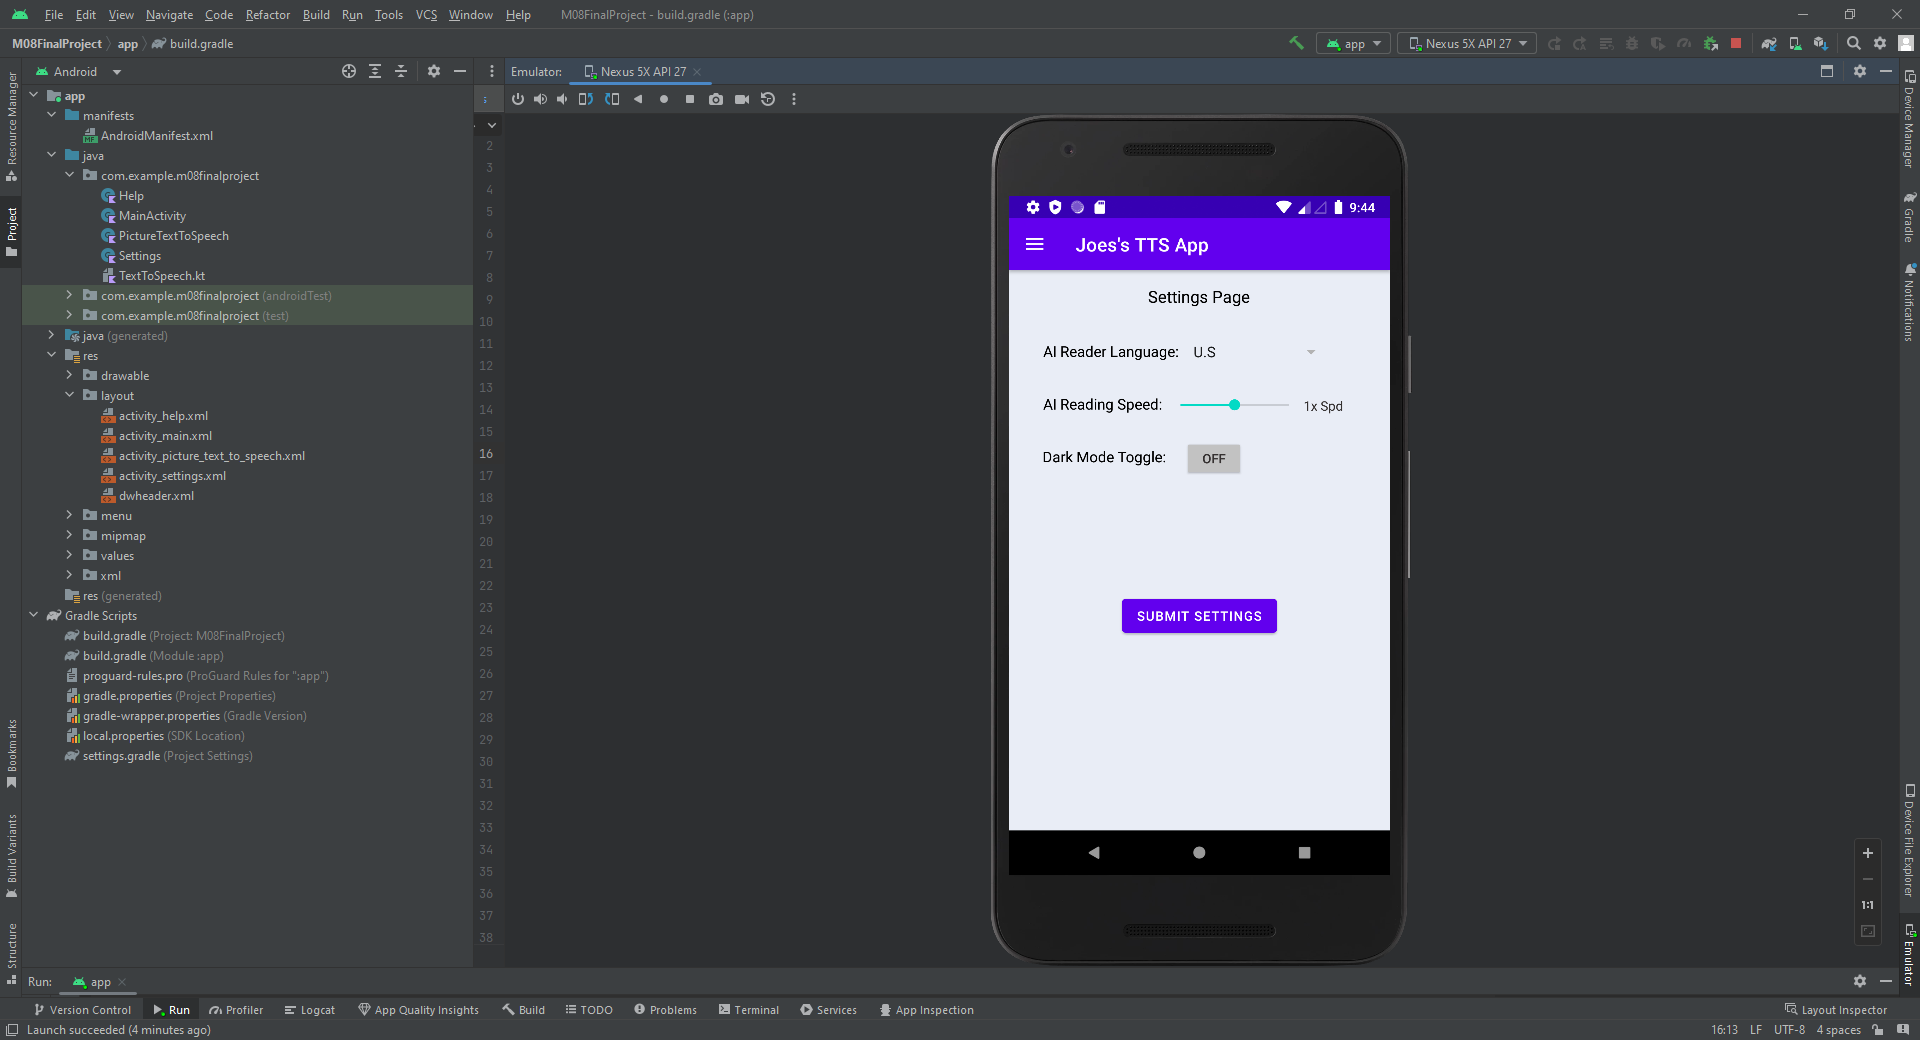 File Edit View Navigate Code Refactor Build Run Tools VCS Window Help M08FinalProject - build.gradle (:app)
M08FinalProject app build.gradle
app Nexus 5X API 27
Android
Emulator: Nexus 5X API 27
Resource Manager
Project
Bookmarks
Build Variants
Structure
app
manifests
AndroidManifest.xml
java
com.example.m08finalproject
Help
MainActivity
PictureTextToSpeech
Settings
TextToSpeech.kt
com.example.m08finalproject (androidTest)
com.example.m08finalproject (test)
java (generated)
res
drawable
layout
activity_help.xml
activity_main.xml
activity_picture_text_to_speech.xml
activity_settings.xml
dwheader.xml
menu
mipmap
values
xml
res (generated)
Gradle Scripts
build.gradle (Project: M08FinalProject)
build.gradle (Module :app)
proguard-rules.pro (ProGuard Rules for ":app")
gradle.properties (Project Properties)
gradle-wrapper.properties (Gradle Version)
local.properties (SDK Location)
settings.gradle (Project Settings)
2
3
4
5
6
7
8
9
10
11
12
13
14
15
16
17
18
19
20
21
22
23
24
25
26
27
28
29
30
31
32
33
34
35
36
37
38
9:44
Joes's TTS App
Settings Page
AI Reader Language: U.S
AI Reading Speed: 1x Spd
Dark Mode Toggle: OFF
SUBMIT SETTINGS
Device Manager
Gradle
Notifications
Device File Explorer
Emulator
1:1
Run: app
Version Control Run Profiler Logcat App Quality Insights Build TODO Problems Terminal Services App Inspection Layout Inspector
Launch succeeded (4 minutes ago) 16:13 LF UTF-8 4 spaces